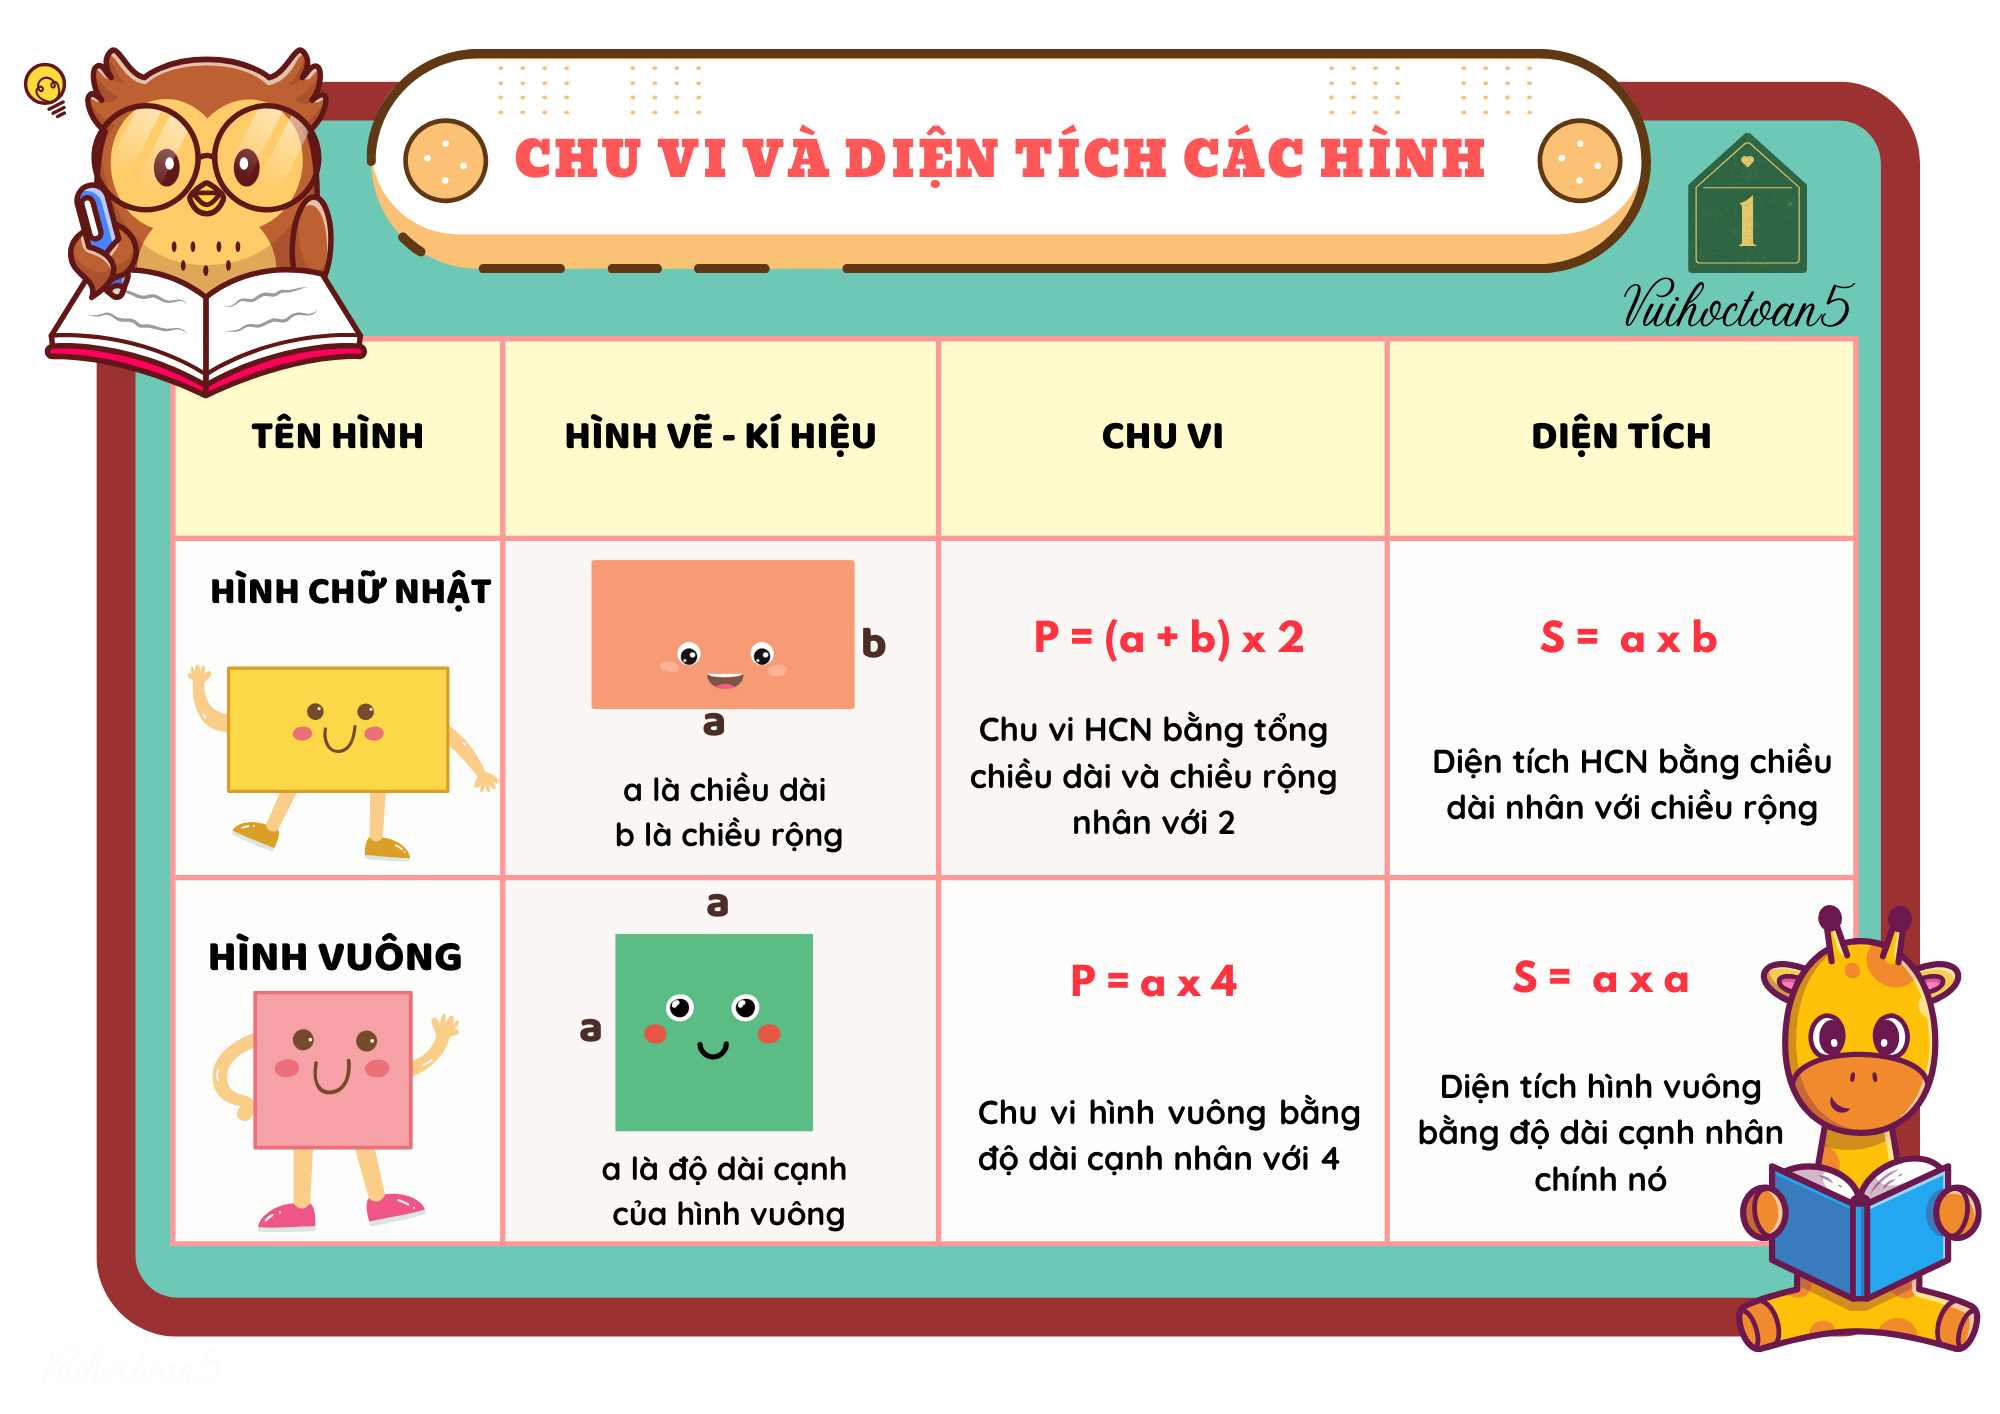 CHU VI VÀ DIỆN TÍCH CÁC HÌNH
1
Vuihoctoan5
TÊN HÌNH
HÌNH VẼ - KÍ HIỆU
CHU VI
DIỆN TÍCH
HÌNH CHỮ NHẬT
b
a
a là chiều dài
b là chiều rộng
P = (a + b) x 2
Chu vi HCN bằng tổng
chiều dài và chiều rộng
nhân với 2
S = a x b
Diện tích HCN bằng chiều
dài nhân với chiều rộng
HÌNH VUÔNG
a
a
a là độ dài cạnh
của hình vuông
P = a x 4
Chu vi hình vuông bằng
độ dài cạnh nhân với 4
S = a x a
Diện tích hình vuông
bằng độ dài cạnh nhân
chính nó
Vuihoctoan5